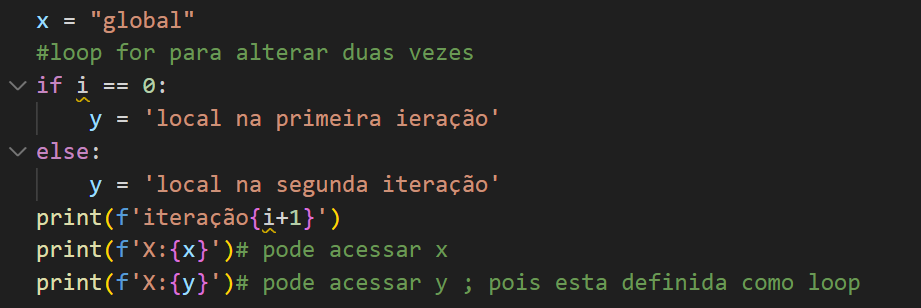 x = "global"
#loop for para alterar duas vezes
if i == 0:
    y = 'local na primeira ieração'
else:
    y = 'local na segunda iteração'
print(f'iteração{i+1}')
print(f'X:{x}')# pode acessar x
print(f'X:{y}')# pode acessar y ; pois esta definida como loop